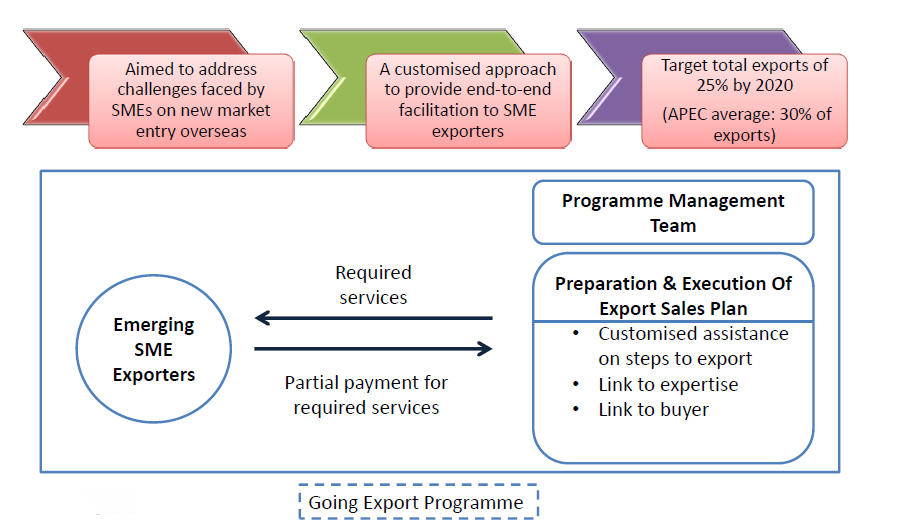 Aimed to address
challenges faced by
SMEs on new market
entry overseas
A customised approach
to provide end-to-end
facilitation to SME
exporters
Target total exports of
25% by 2020
(APEC average: 30% of
exports)
Programme Management
Team
Required
services
Emerging
SME
Exporters
Partial payment for
required services
Preparation & Execution Of
Export Sales Plan
• Customised assistance
on steps to export
• Link to expertise
• Link to buyer
Going Export Programme